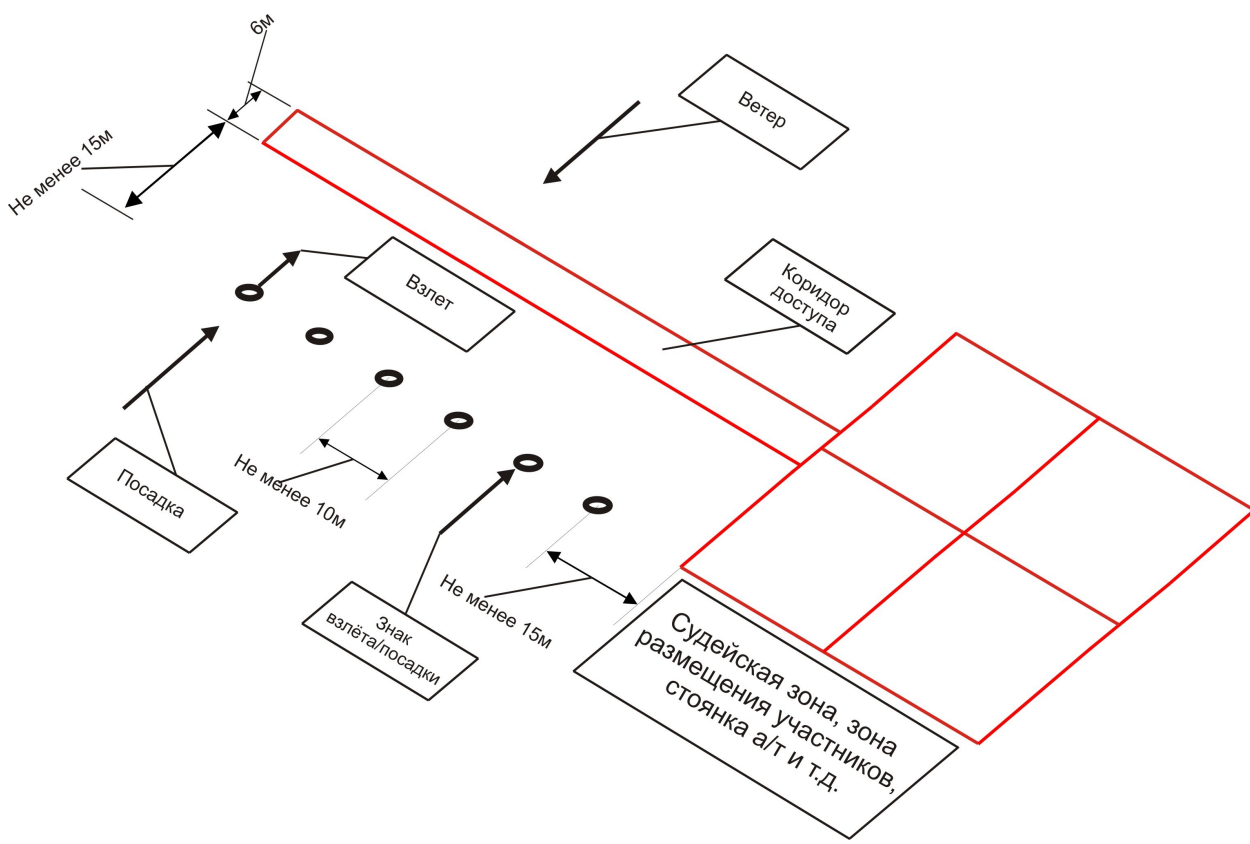 6м
Не менее 15м
Ветер
Взлет
Коридор
доступа
Посадка
Не менее 10м
Знак
взлёта/посадки
Не менее 15м
Судейская зона, зона
размещения участников,
стоянка а/т и т.д.